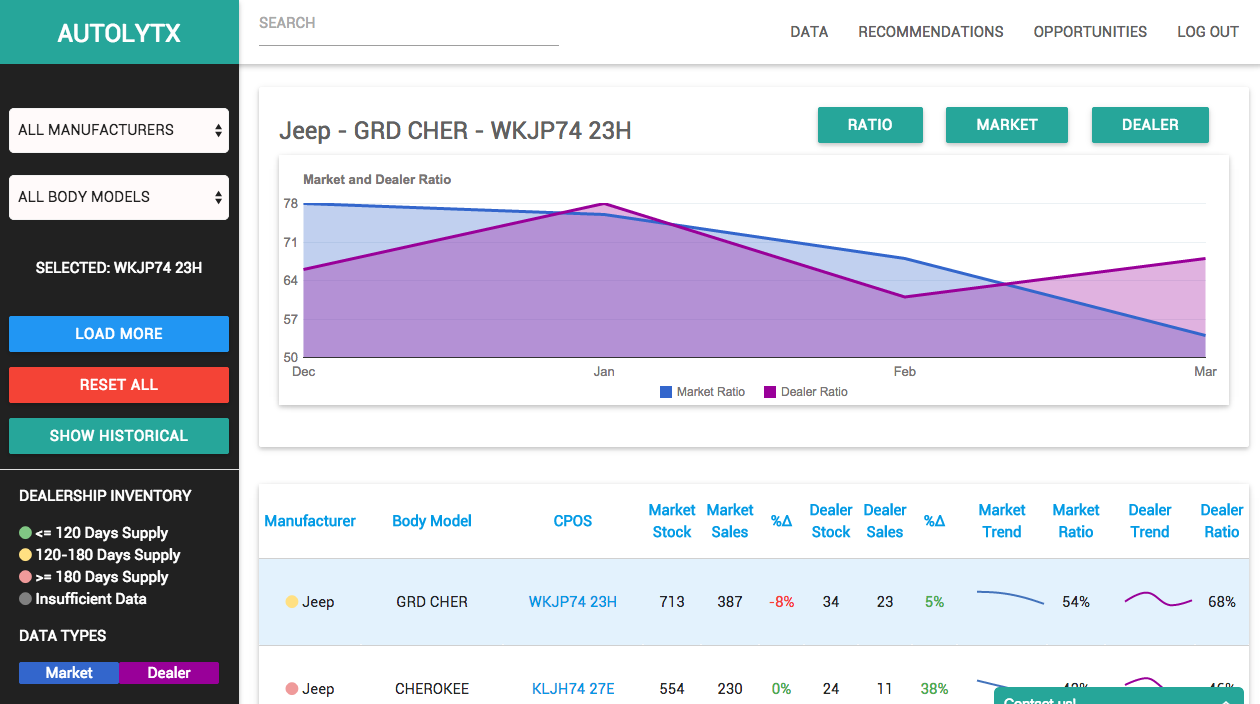 AUTOLYTX
SEARCH
DATA RECOMMENDATIONS OPPORTUNITIES LOG OUT
ALL MANUFACTURERS
ALL BODY MODELS
SELECTED: WKJP74 23H
LOAD MORE
RESET ALL
SHOW HISTORICAL
DEALERSHIP INVENTORY
<= 120 Days Supply
120-180 Days Supply
>= 180 Days Supply
Insufficient Data
DATA TYPES
Market Dealer
Jeep - GRD CHER - WKJP74 23H
RATIO MARKET DEALER
Market and Dealer Ratio
78
71
64
57
50
Dec Jan Feb Mar
Market Ratio Dealer Ratio
Manufacturer Body Model CPOS Market Stock Market Sales %Δ Dealer Stock Dealer Sales %Δ Market Trend Market Ratio Dealer Trend Dealer Ratio
Jeep GRD CHER WKJP74 23H 713 387 -8% 34 23 5% 54% 68%
Jeep CHEROKEE KLJH74 27E 554 230 0% 24 11 38%
Contact us!